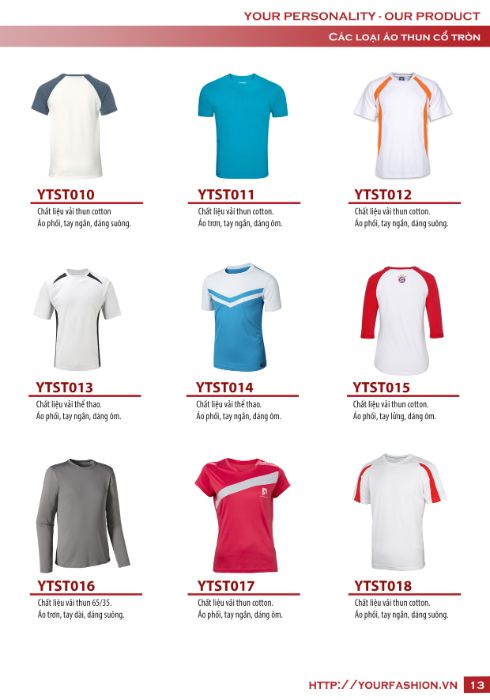 YOUR PERSONALITY - OUR PRODUCT
CÁC LOẠI ÁO THUN CỔ TRÒN
YTST010
Chất liệu vải thun cotton
Áo phối, tay ngắn, dáng suông.
YTST011
Chất liệu vải thun cotton.
Áo trơn, tay ngắn, dáng ôm.
YTST012
Chất liệu vải thun cotton.
Áo phối, tay ngắn, dáng suông.
YTST013
Chất liệu vải thể thao.
Áo phối, tay ngắn, dáng ôm.
YTST014
Chất liệu vải thể thao.
Áo phối, tay ngắn, dáng ôm.
YTST015
Chất liệu vải thun cotton.
Áo phối, tay lửng, dáng ôm.
YTST016
Chất liệu vải thun 65/35.
Áo trơn, tay dài, dáng suông.
YTST017
Chất liệu vải thun cotton.
Áo phối, tay ngắn, dáng ôm.
YTST018
Chất liệu vải thun cotton.
Áo phối, tay ngắn, dáng suông.
HTTP://YOURFASHION.VN 13